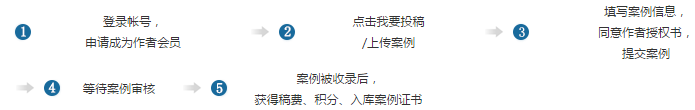 1
登录帐号，
申请成为作者会员
2
点击我要投稿
/上传案例
3
填写案例信息，
同意作者授权书，
提交案例
4
等待案例审核
5
案例被收录后，
获得稿费、积分、入库案例证书